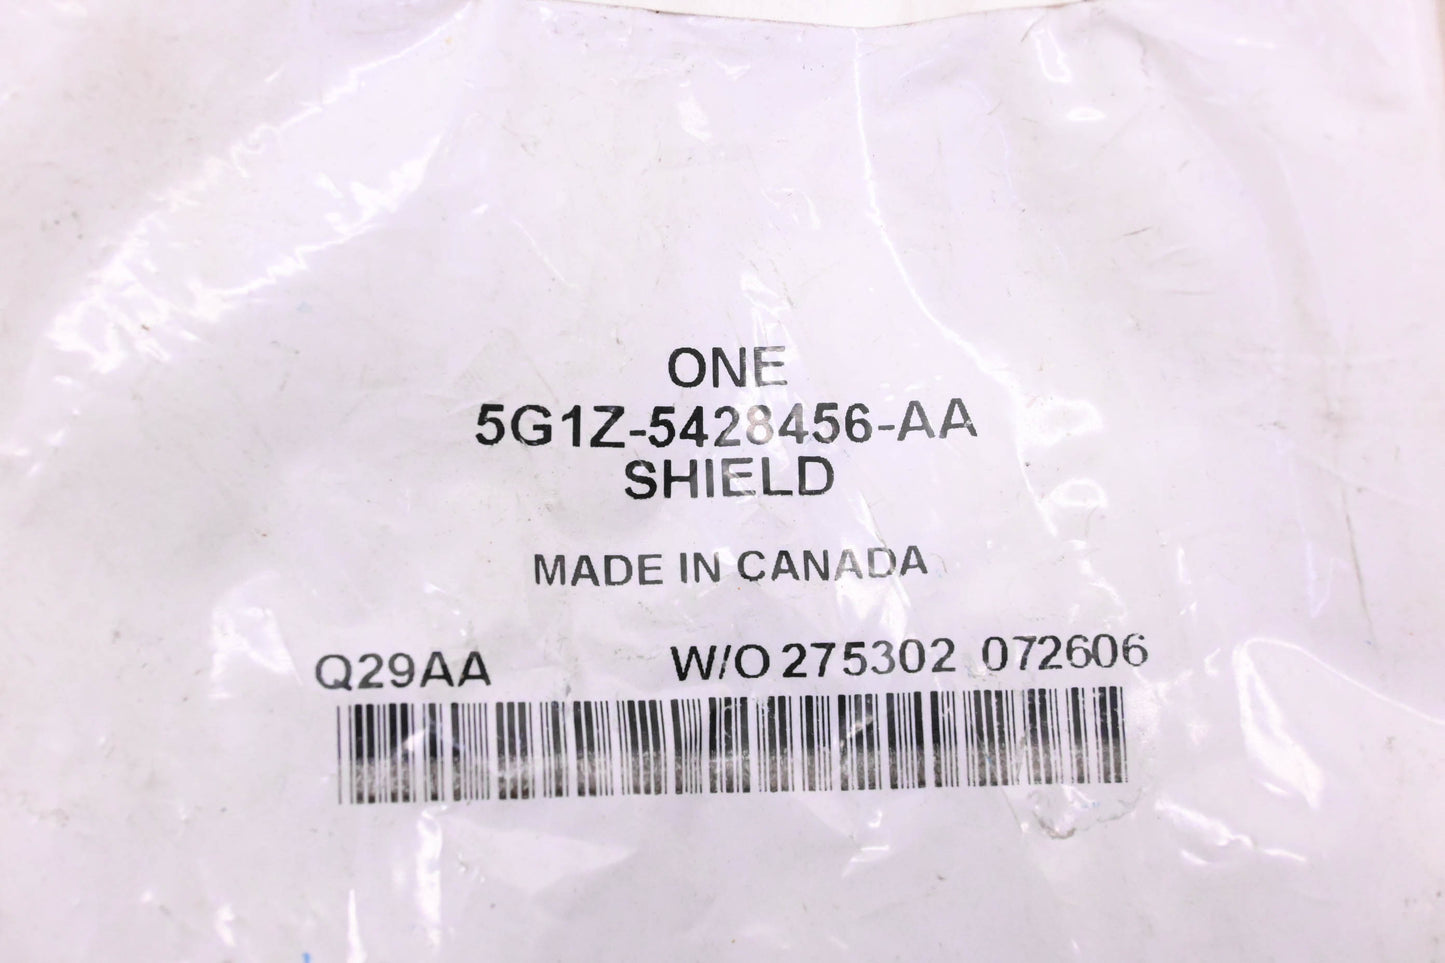 ONE
5G1Z-5428456-AA
SHIELD
MADE IN CANADA
Q29AA W/O 275302 072606